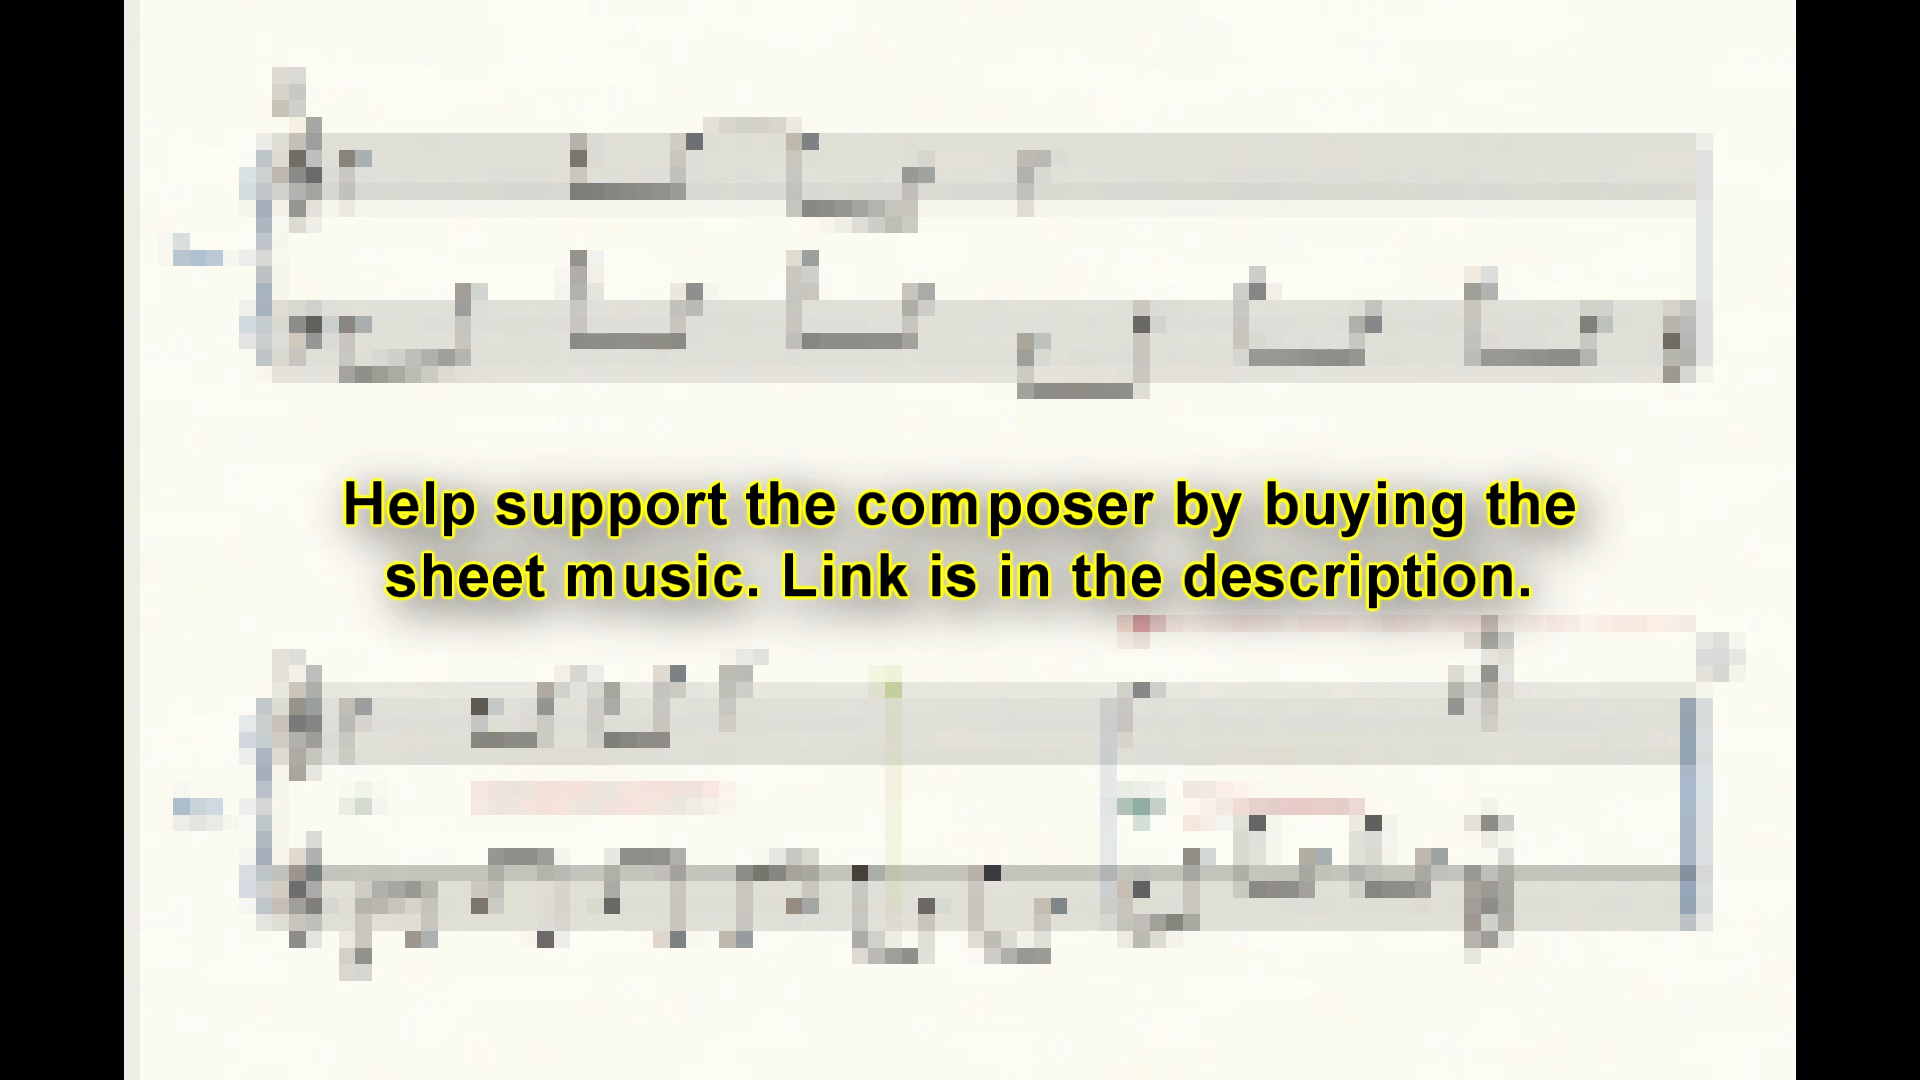 Help support the composer by buying the
sheet music. Link is in the description.